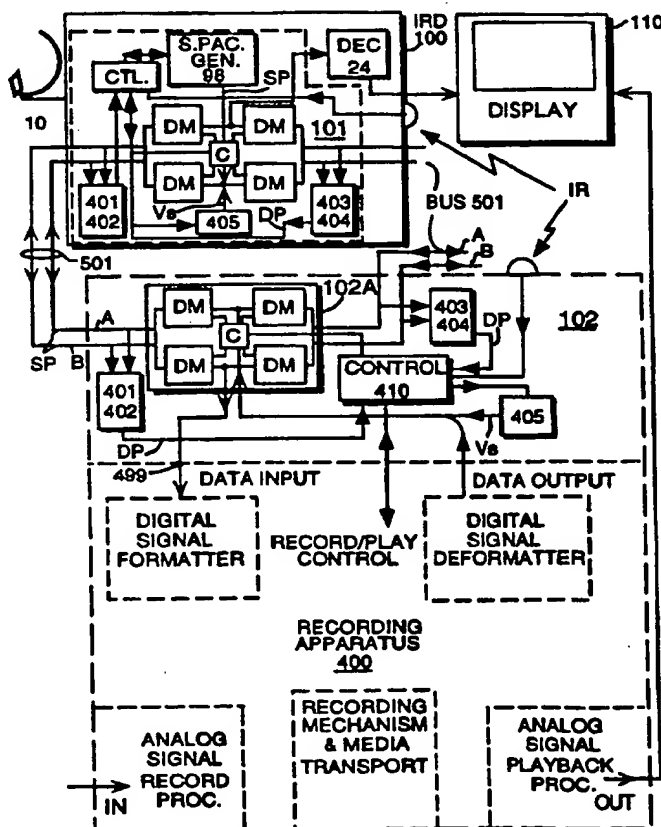 IRD
100
110
S.PAC.
GEN.
98
SP
DEC
24
CTL.
DISPLAY
10
DM
DM
101
C
DM
DM
401
402
Vs
405
DP
403
404
IR
BUS 501
A
B
501
102A
DM
DM
403
404
102
A
C
DP
SP
B
DM
DM
CONTROL
410
401
402
405
DP
Vs
499
DATA INPUT
DATA OUTPUT
DIGITAL
SIGNAL
FORMATTER
RECORD/PLAY
CONTROL
DIGITAL
SIGNAL
DEFORMATTER
RECORDING
APPARATUS
400
RECORDING
MECHANISM
& MEDIA
TRANSPORT
ANALOG
SIGNAL
RECORD
PROC.
IN
ANALOG
SIGNAL
PLAYBACK
PROC.
OUT